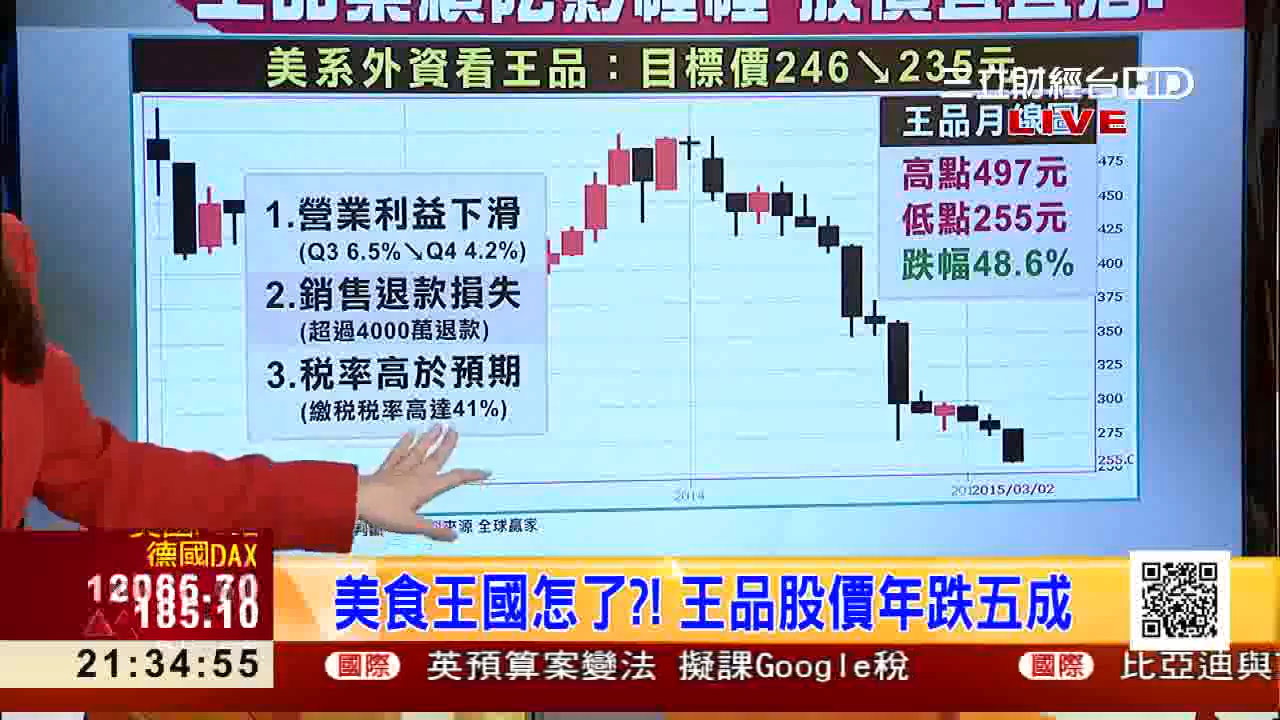 美系外資看王品：目標價246↘235元
三立財經台HD
LIVE
王品月線圖
高點497元
低點255元
跌幅48.6%
1.營業利益下滑
(Q3 6.5%↘Q4 4.2%)
2.銷售退款損失
(超過4000萬退款)
3.税率高於預期
(繳税税率高達41%)
475
450
425
400
375
350
325
300
275
255.0
2014
2015/03/02
來源 全球贏家
德國DAX
185.10
美食王國怎了?! 王品股價年跌五成
21:34:55
國際 英預算案變法 擬課Google稅
國際 比亞迪與